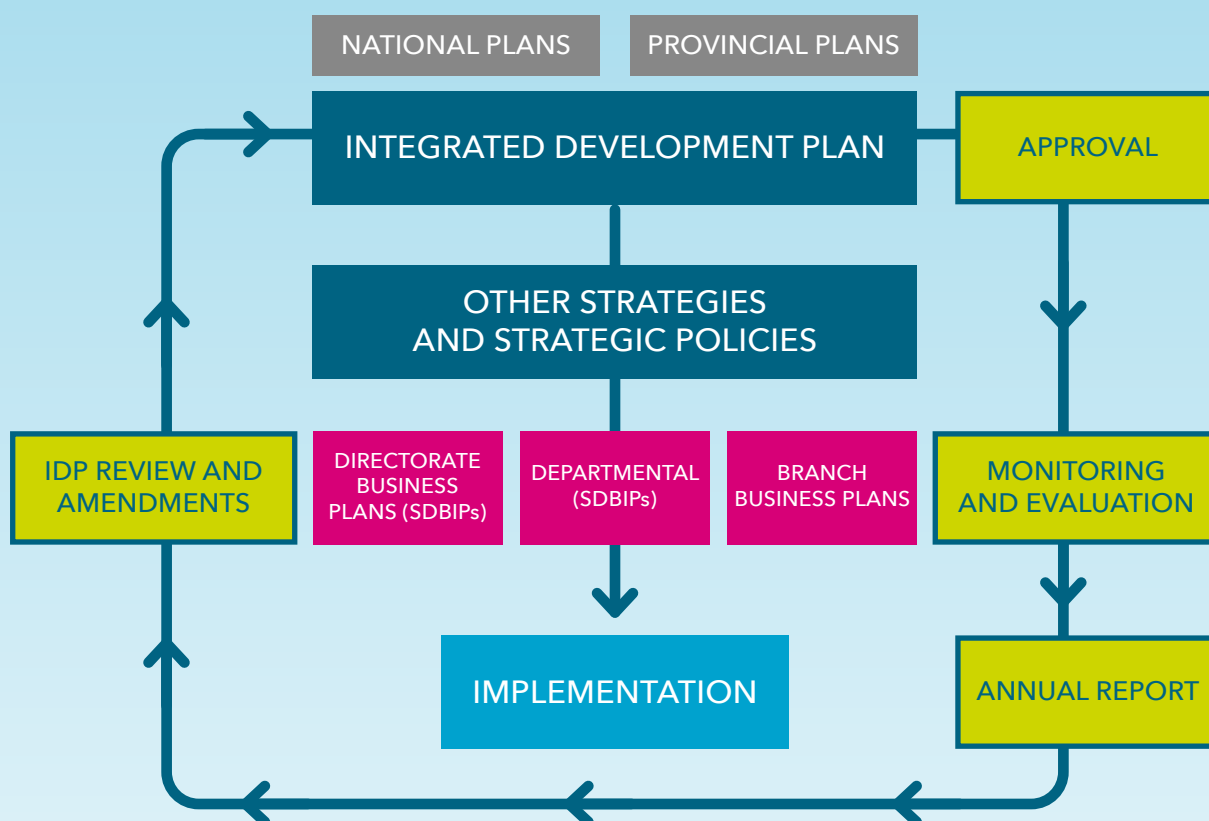 NATIONAL PLANS
PROVINCIAL PLANS
INTEGRATED DEVELOPMENT PLAN
APPROVAL
OTHER STRATEGIES
AND STRATEGIC POLICIES
IDP REVIEW AND
AMENDMENTS
DIRECTORATE
BUSINESS
PLANS (SDBIPs)
DEPARTMENTAL
(SDBIPs)
BRANCH
BUSINESS PLANS
MONITORING
AND EVALUATION
IMPLEMENTATION
ANNUAL REPORT